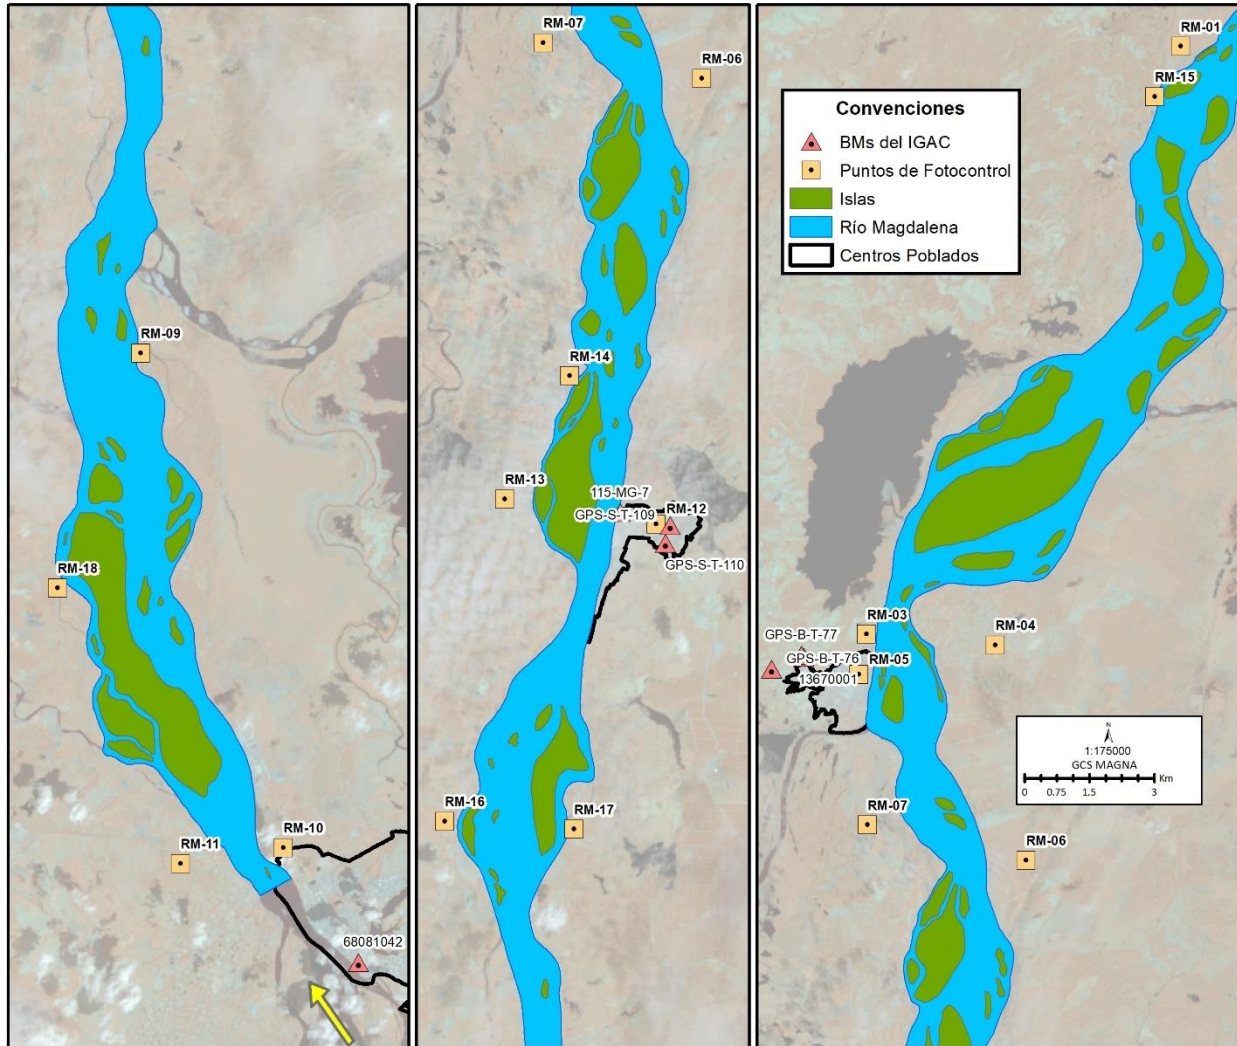 RM-09
RM-18
RM-10
RM-11
68081042
RM-07
RM-06
RM-14
RM-13
115-MG-7
RM-12
GPS-S-T-109
GPS-S-T-110
RM-16
RM-17
RM-01
RM-15
Convenciones
BMs del IGAC
Puntos de Fotocontrol
Islas
Río Magdalena
Centros Poblados
RM-03
RM-04
GPS-B-T-77
GPS-B-T-76
RM-05
13670001
N
1:175000
GCS MAGNA
Km
0 0.75 1.5 3
RM-07
RM-06